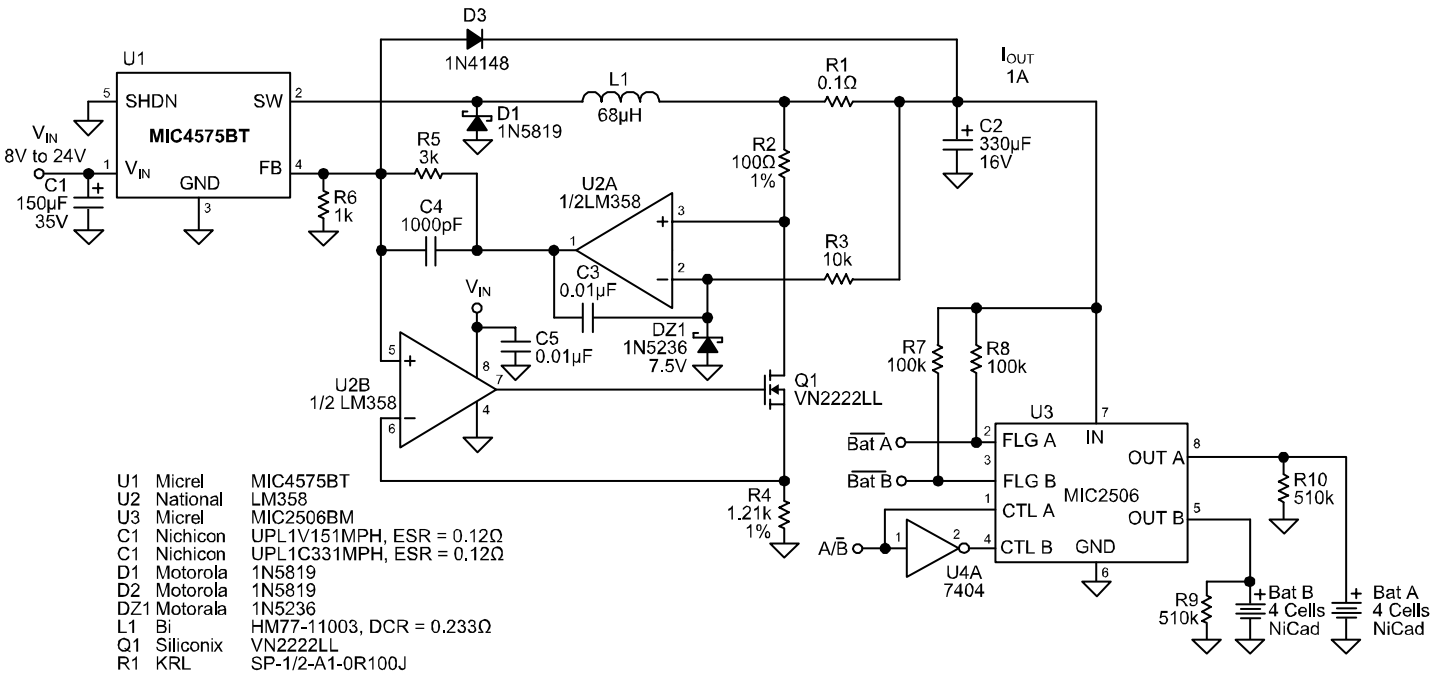 D3
1N4148
U1
5
SHDN
SW
2
MIC4575BT
VIN
8V to 24V
1
VIN
FB
4
GND
3
C1
150µF
35V
R6
1k
R5
3k
C4
1000pF
D1
1N5819
L1
68µH
R1
0.1Ω
IOUT
1A
R2
100Ω
1%
C2
330µF
16V
U2A
1/2LM358
+
3
1
−
2
R3
10k
C3
0.01µF
DZ1
1N5236
7.5V
VIN
C5
0.01µF
5
+
8
7
U2B
1/2 LM358
−
6
4
Q1
VN2222LL
R4
1.21k
1%
R7
100k
R8
100k
U3
7
IN
Bat A
2
FLG A
3
Bat B
FLG B
MIC2506
1
CTL A
A/B
1
2
4
CTL B
U4A
7404
GND
6
OUT A
8
OUT B
5
R10
510k
R9
510k
+
Bat B
4 Cells
NiCad
+
Bat A
4 Cells
NiCad
U1 Micrel MIC4575BT
U2 National LM358
U3 Micrel MIC2506BM
C1 Nichicon UPL1V151MPH, ESR = 0.12Ω
C1 Nichicon UPL1C331MPH, ESR = 0.12Ω
D1 Motorola 1N5819
D2 Motorola 1N5819
DZ1 Motorala 1N5236
L1 Bi HM77-11003, DCR = 0.233Ω
Q1 Siliconix VN2222LL
R1 KRL SP-1/2-A1-0R100J